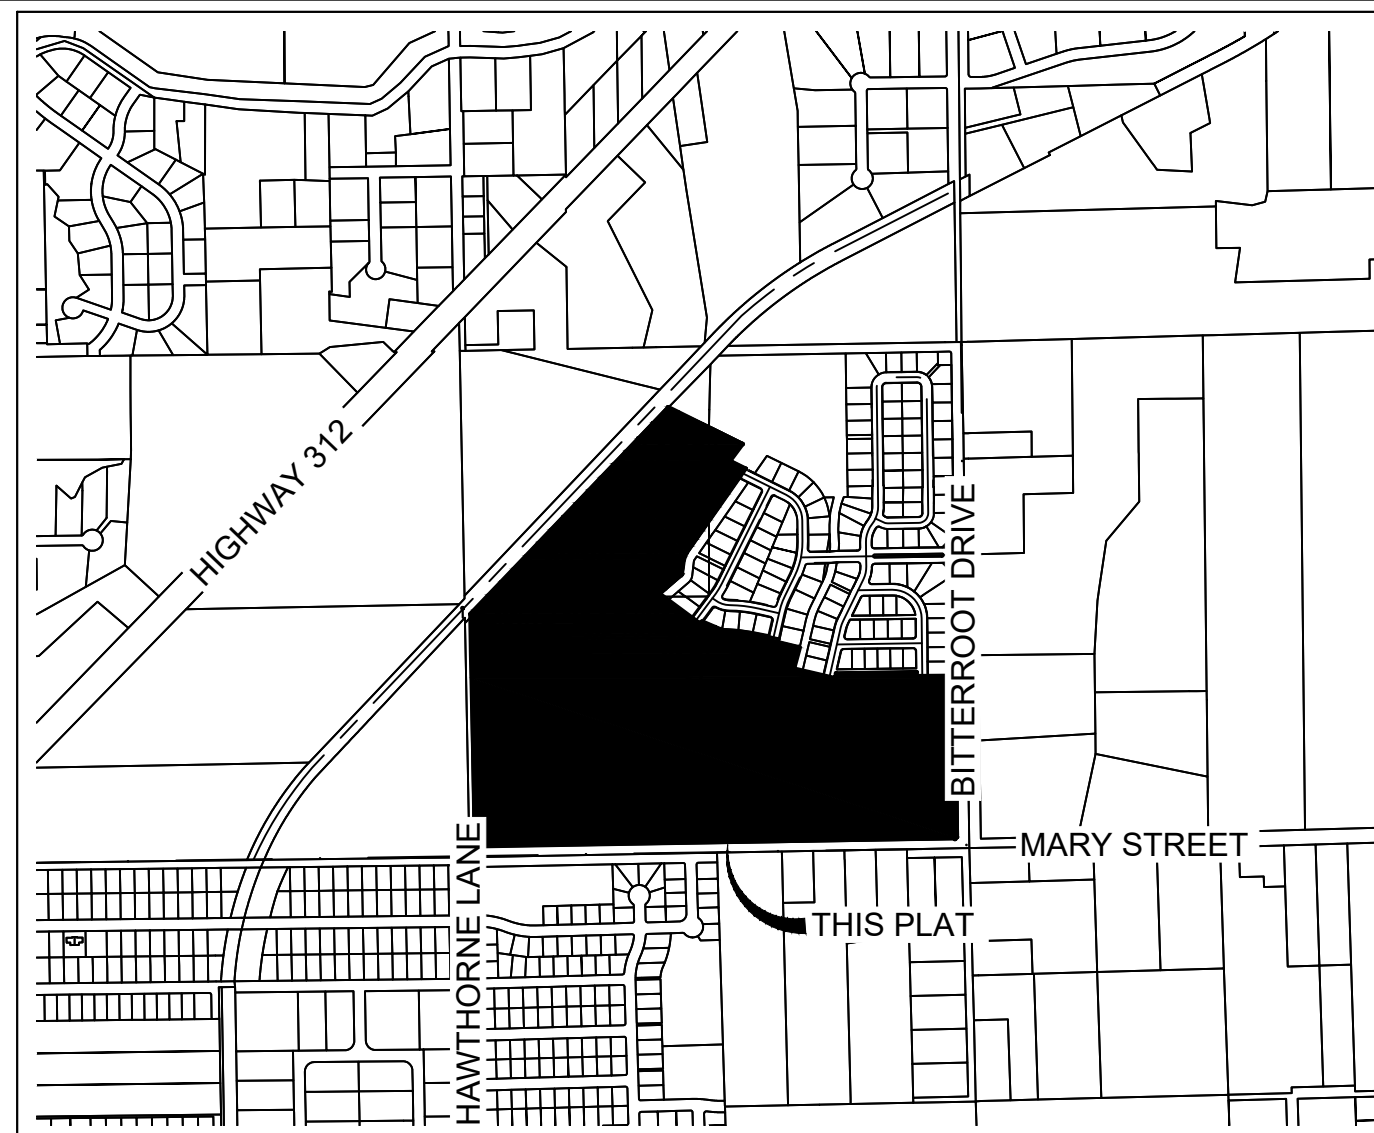 HIGHWAY 312
BITTERROOT DRIVE
MARY STREET
HAWTHORNE LANE
THIS PLAT